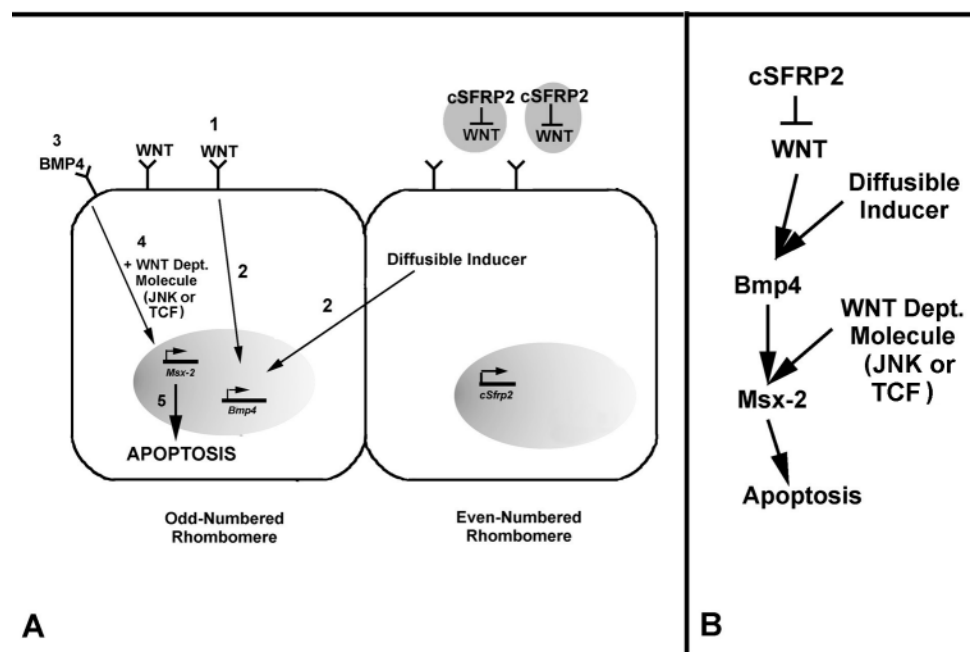 cSFRP2
WNT
cSFRP2
WNT
1
WNT
WNT
3
BMP4
4
+ WNT Dept.
Molecule
(JNK or
TCF)
2
Diffusible Inducer
2
Msx-2
Bmp4
5
APOPTOSIS
cSfrp2
Odd-Numbered
Rhombomere
Even-Numbered
Rhombomere
A
cSFRP2
WNT
Diffusible
Inducer
Bmp4
WNT Dept.
Molecule
(JNK or
TCF)
Msx-2
Apoptosis
B